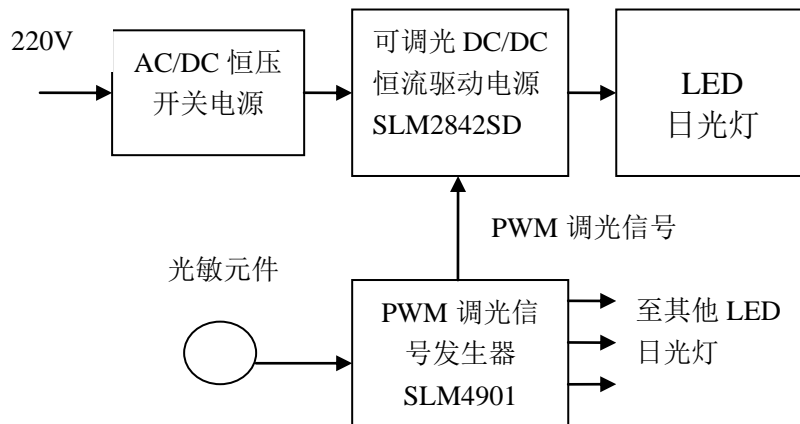 220V
AC/DC 恒压
开关电源
可调光 DC/DC
恒流驱动电源
SLM2842SD
LED
日光灯
PWM 调光信号
光敏元件
PWM 调光信
号发生器
SLM4901
至其他 LED
日光灯